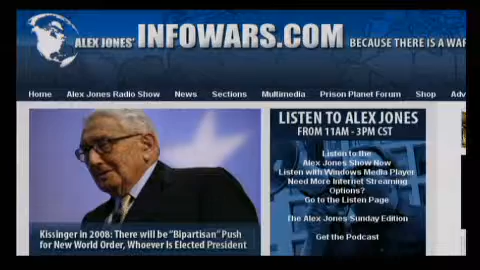 ALEX JONES' INFOWARS.COM BECAUSE THERE IS A WAR
Home Alex Jones Radio Show News Sections Multimedia Prison Planet Forum Shop Adv
LISTEN TO ALEX JONES
FROM 11AM - 3PM CST
Listen to the
Alex Jones Show Now
Listen with Windows Media Player
Need More Internet Streaming
Options?
Go to the Listen Page
The Alex Jones Sunday Edition
Get the Podcast
Kissinger in 2008: There will be "Bipartisan" Push
for New World Order, Whoever is Elected President